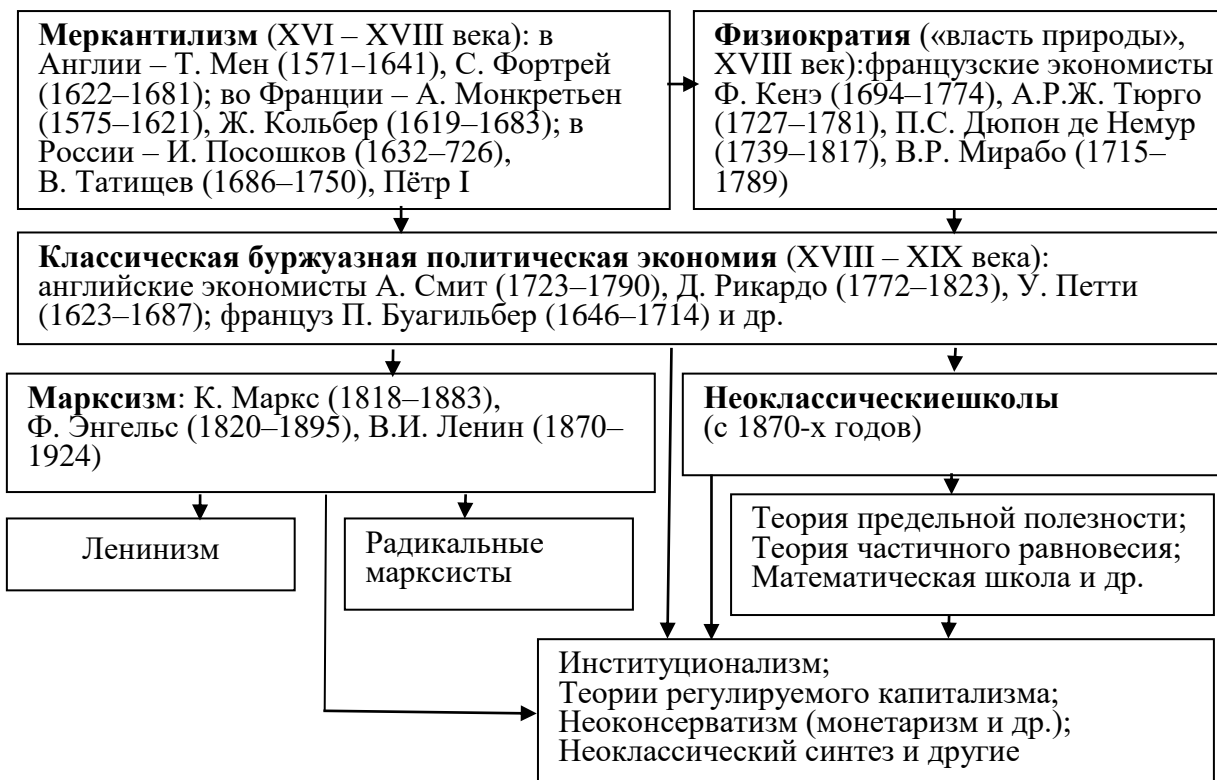 Меркантилизм (XVI – XVIII века): в
Англии – Т. Мен (1571–1641), С. Фортрей
(1622–1681); во Франции – А. Монкретьен
(1575–1621), Ж. Кольбер (1619–1683); в
России – И. Посошков (1632–726),
В. Татищев (1686–1750), Пётр I
Физиократия («власть природы»,
XVIII век):французские экономисты
Ф. Кенэ (1694–1774), А.Р.Ж. Тюрго
(1727–1781), П.С. Дюпон де Немур
(1739–1817), В.Р. Мирабо (1715–
1789)
Классическая буржуазная политическая экономия (XVIII – XIX века):
английские экономисты А. Смит (1723–1790), Д. Рикардо (1772–1823), У. Петти
(1623–1687); француз П. Буагильбер (1646–1714) и др.
Марксизм: К. Маркс (1818–1883),
Ф. Энгельс (1820–1895), В.И. Ленин (1870–
1924)
Неоклассическиешколы
(с 1870-х годов)
Ленинизм
Радикальные
марксисты
Теория предельной полезности;
Теория частичного равновесия;
Математическая школа и др.
Институционализм;
Теории регулируемого капитализма;
Неоконсерватизм (монетаризм и др.);
Неоклассический синтез и другие